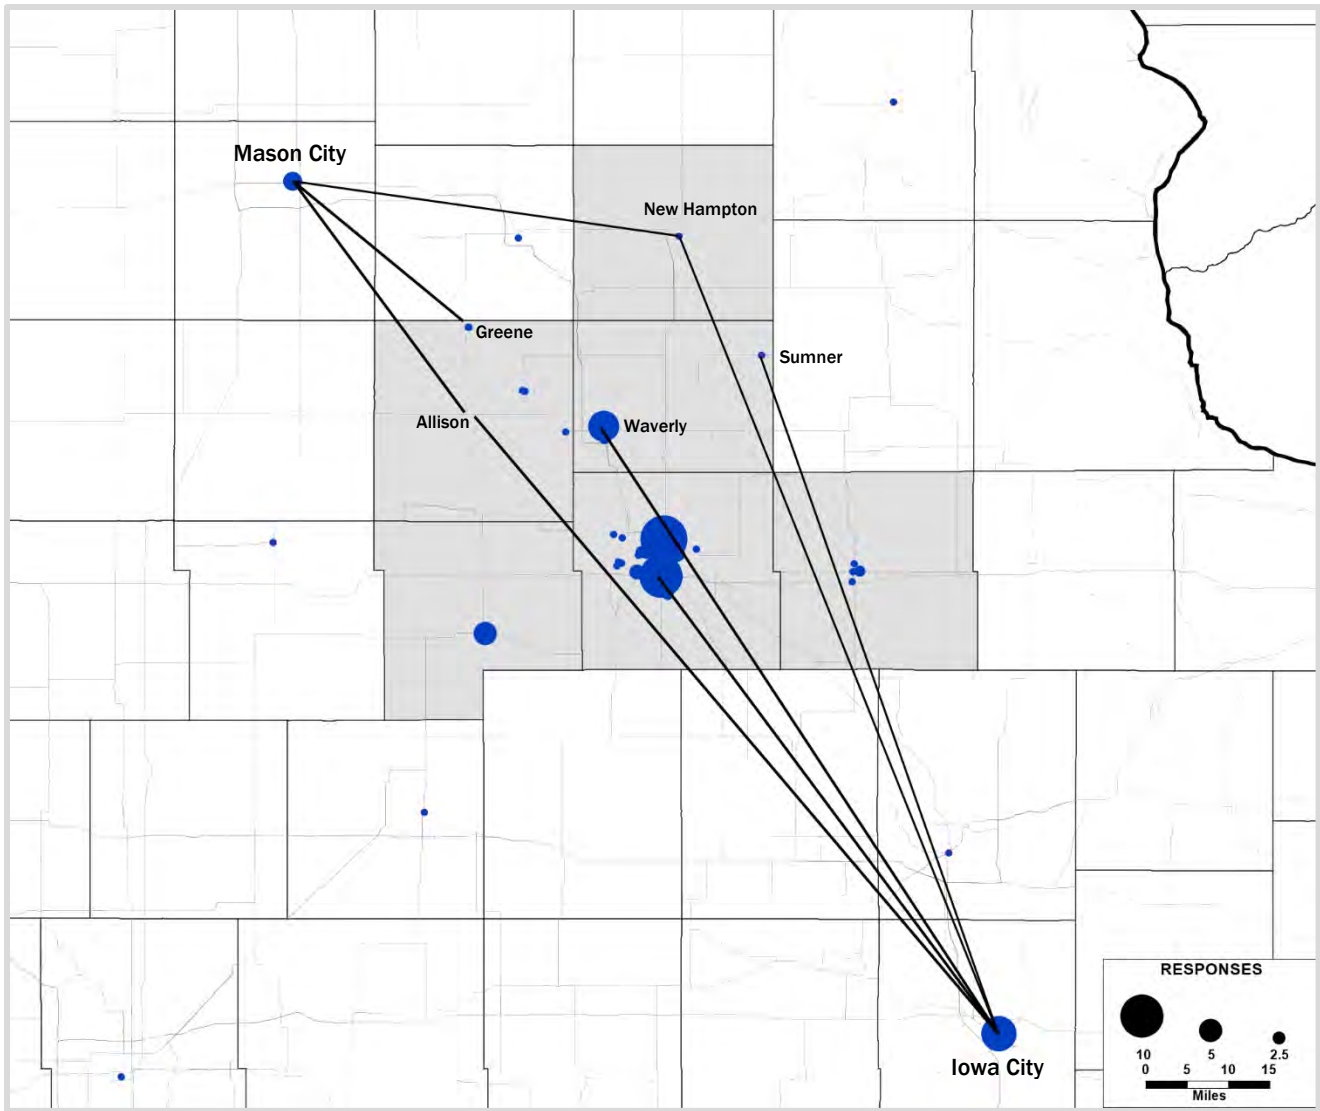 Mason City
New Hampton
Greene
Sumner
Allison
Waverly
RESPONSES
10 5 2.5
0 5 10 15
Miles
Iowa City